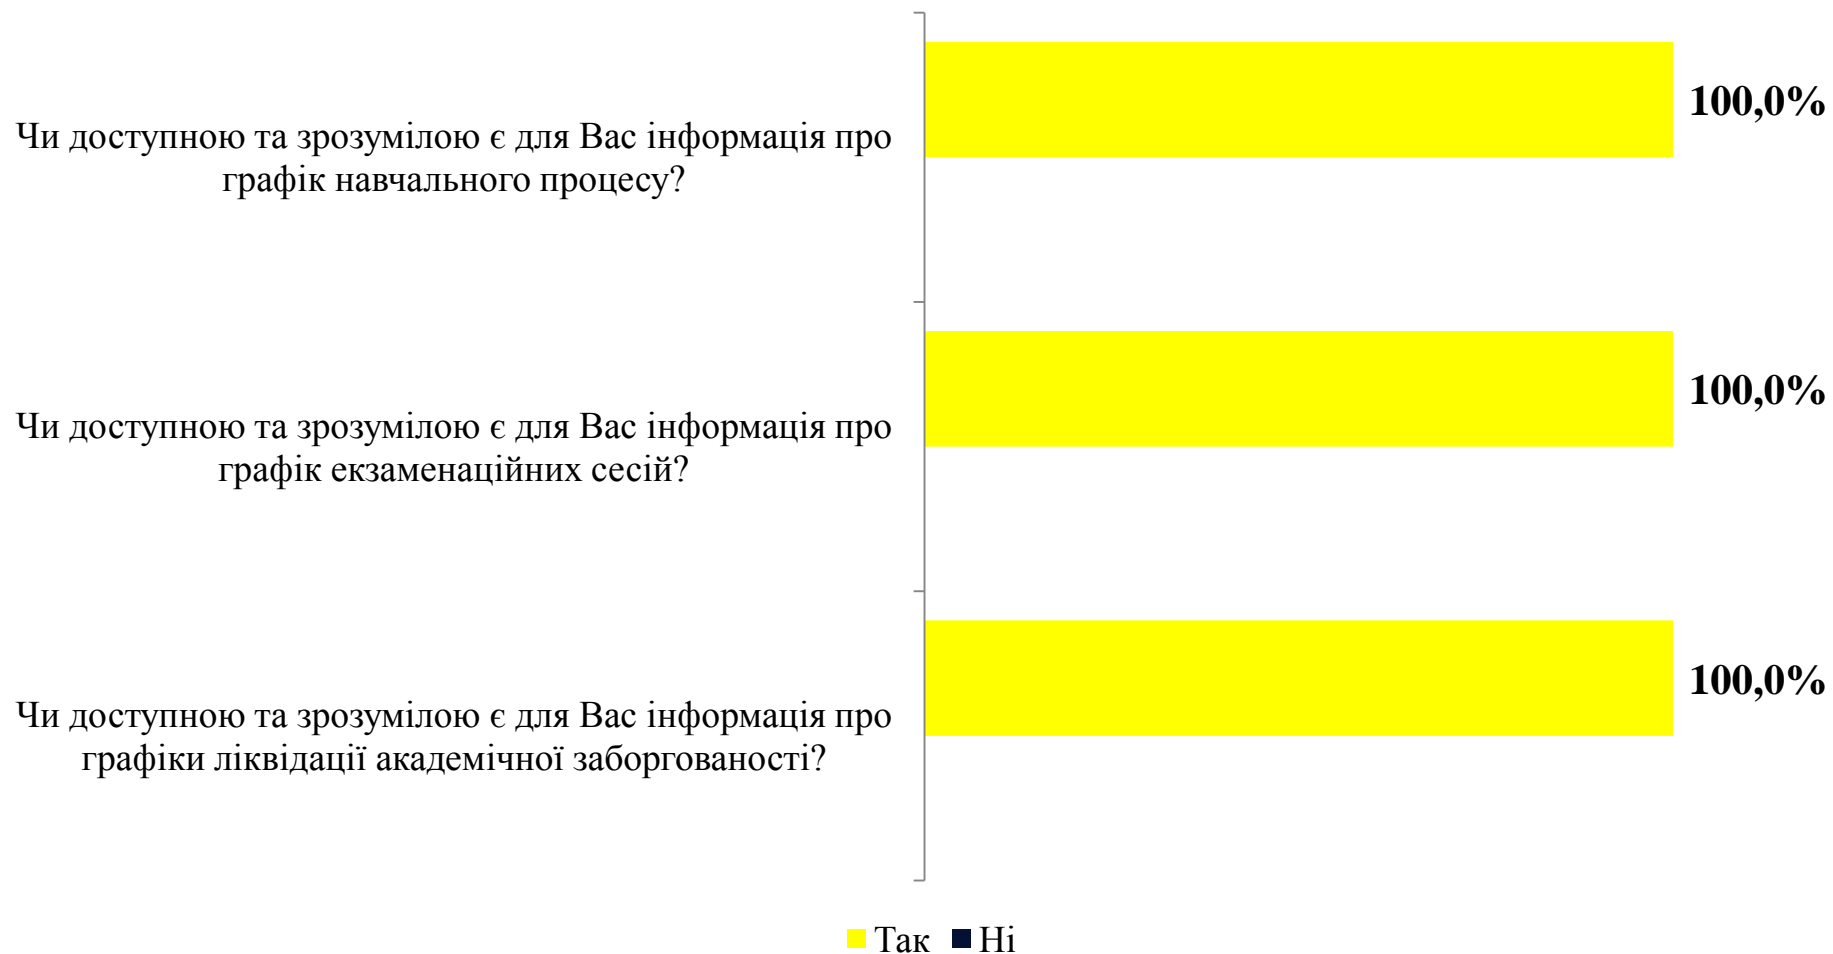 100,0%
Чи доступною та зрозумілою є для Вас інформація про
графік навчального процесу?
100,0%
Чи доступною та зрозумілою є для Вас інформація про
графік екзаменаційних сесій?
100,0%
Чи доступною та зрозумілою є для Вас інформація про
графіки ліквідації академічної заборгованості?
Так Ні